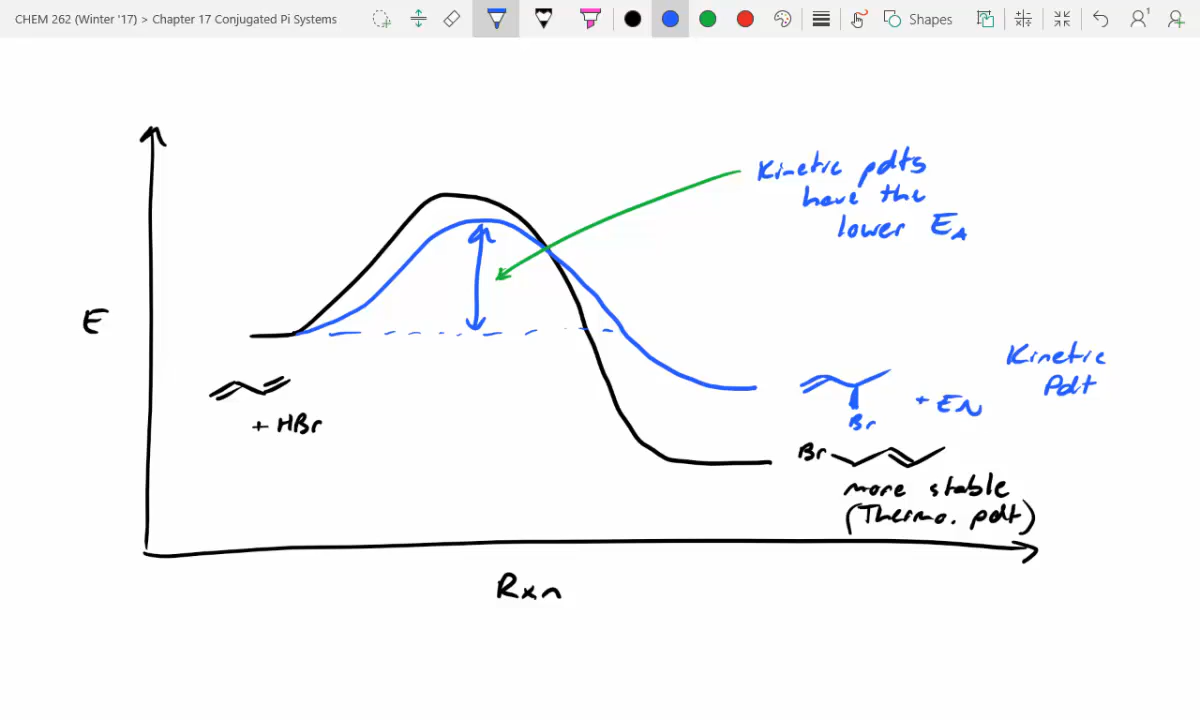 CHEM 262 (Winter '17) > Chapter 17 Conjugated Pi Systems
Shapes
1
Kinetic pdts
have the
lower EA
E
Kinetic
Pdt
+ HBr
+ EN
Br
Br
more stable
(Thermo. pdt)
Rxn